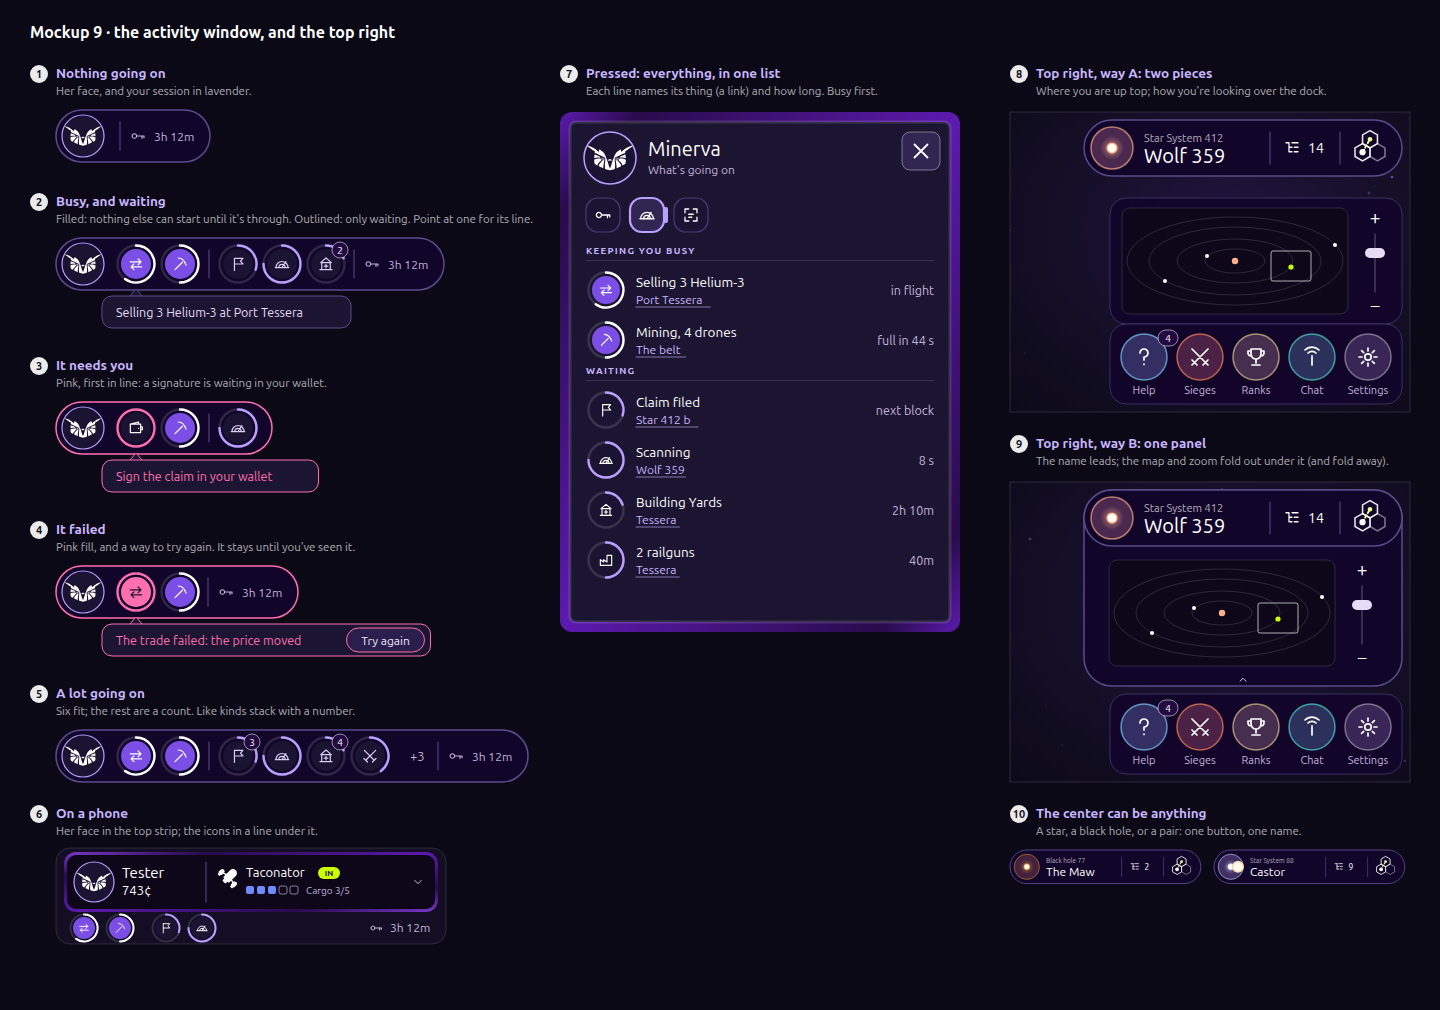 Mockup 9 · the activity window, and the top right
1 Nothing going on
Her face, and your session in lavender.
3h 12m
2 Busy, and waiting
Filled: nothing else can start until it's through. Outlined: only waiting. Point at one for its line.
2
3h 12m
Selling 3 Helium-3 at Port Tessera
3 It needs you
Pink, first in line: a signature is waiting in your wallet.
Sign the claim in your wallet
4 It failed
Pink fill, and a way to try again. It stays until you've seen it.
3h 12m
The trade failed: the price moved
Try again
5 A lot going on
Six fit; the rest are a count. Like kinds stack with a number.
3 4
+3 3h 12m
6 On a phone
Her face in the top strip; the icons in a line under it.
Tester
743¢
Taconator IN
Cargo 3/5
3h 12m
7 Pressed: everything, in one list
Each line names its thing (a link) and how long. Busy first.
Minerva
What's going on
KEEPING YOU BUSY
Selling 3 Helium-3
Port Tessera
in flight
Mining, 4 drones
The belt
full in 44 s
WAITING
Claim filed
Star 412 b
next block
Scanning
Wolf 359
8 s
Building Yards
Tessera
2h 10m
2 railguns
Tessera
40m
8 Top right, way A: two pieces
Where you are up top; how you're looking over the dock.
Star System 412
Wolf 359
14
+
−
4
Help Sieges Ranks Chat Settings
9 Top right, way B: one panel
The name leads; the map and zoom fold out under it (and fold away).
Star System 412
Wolf 359
14
+
−
4
Help Sieges Ranks Chat Settings
10 The center can be anything
A star, a black hole, or a pair: one button, one name.
Black hole 77
The Maw
2
Star System 88
Castor
9